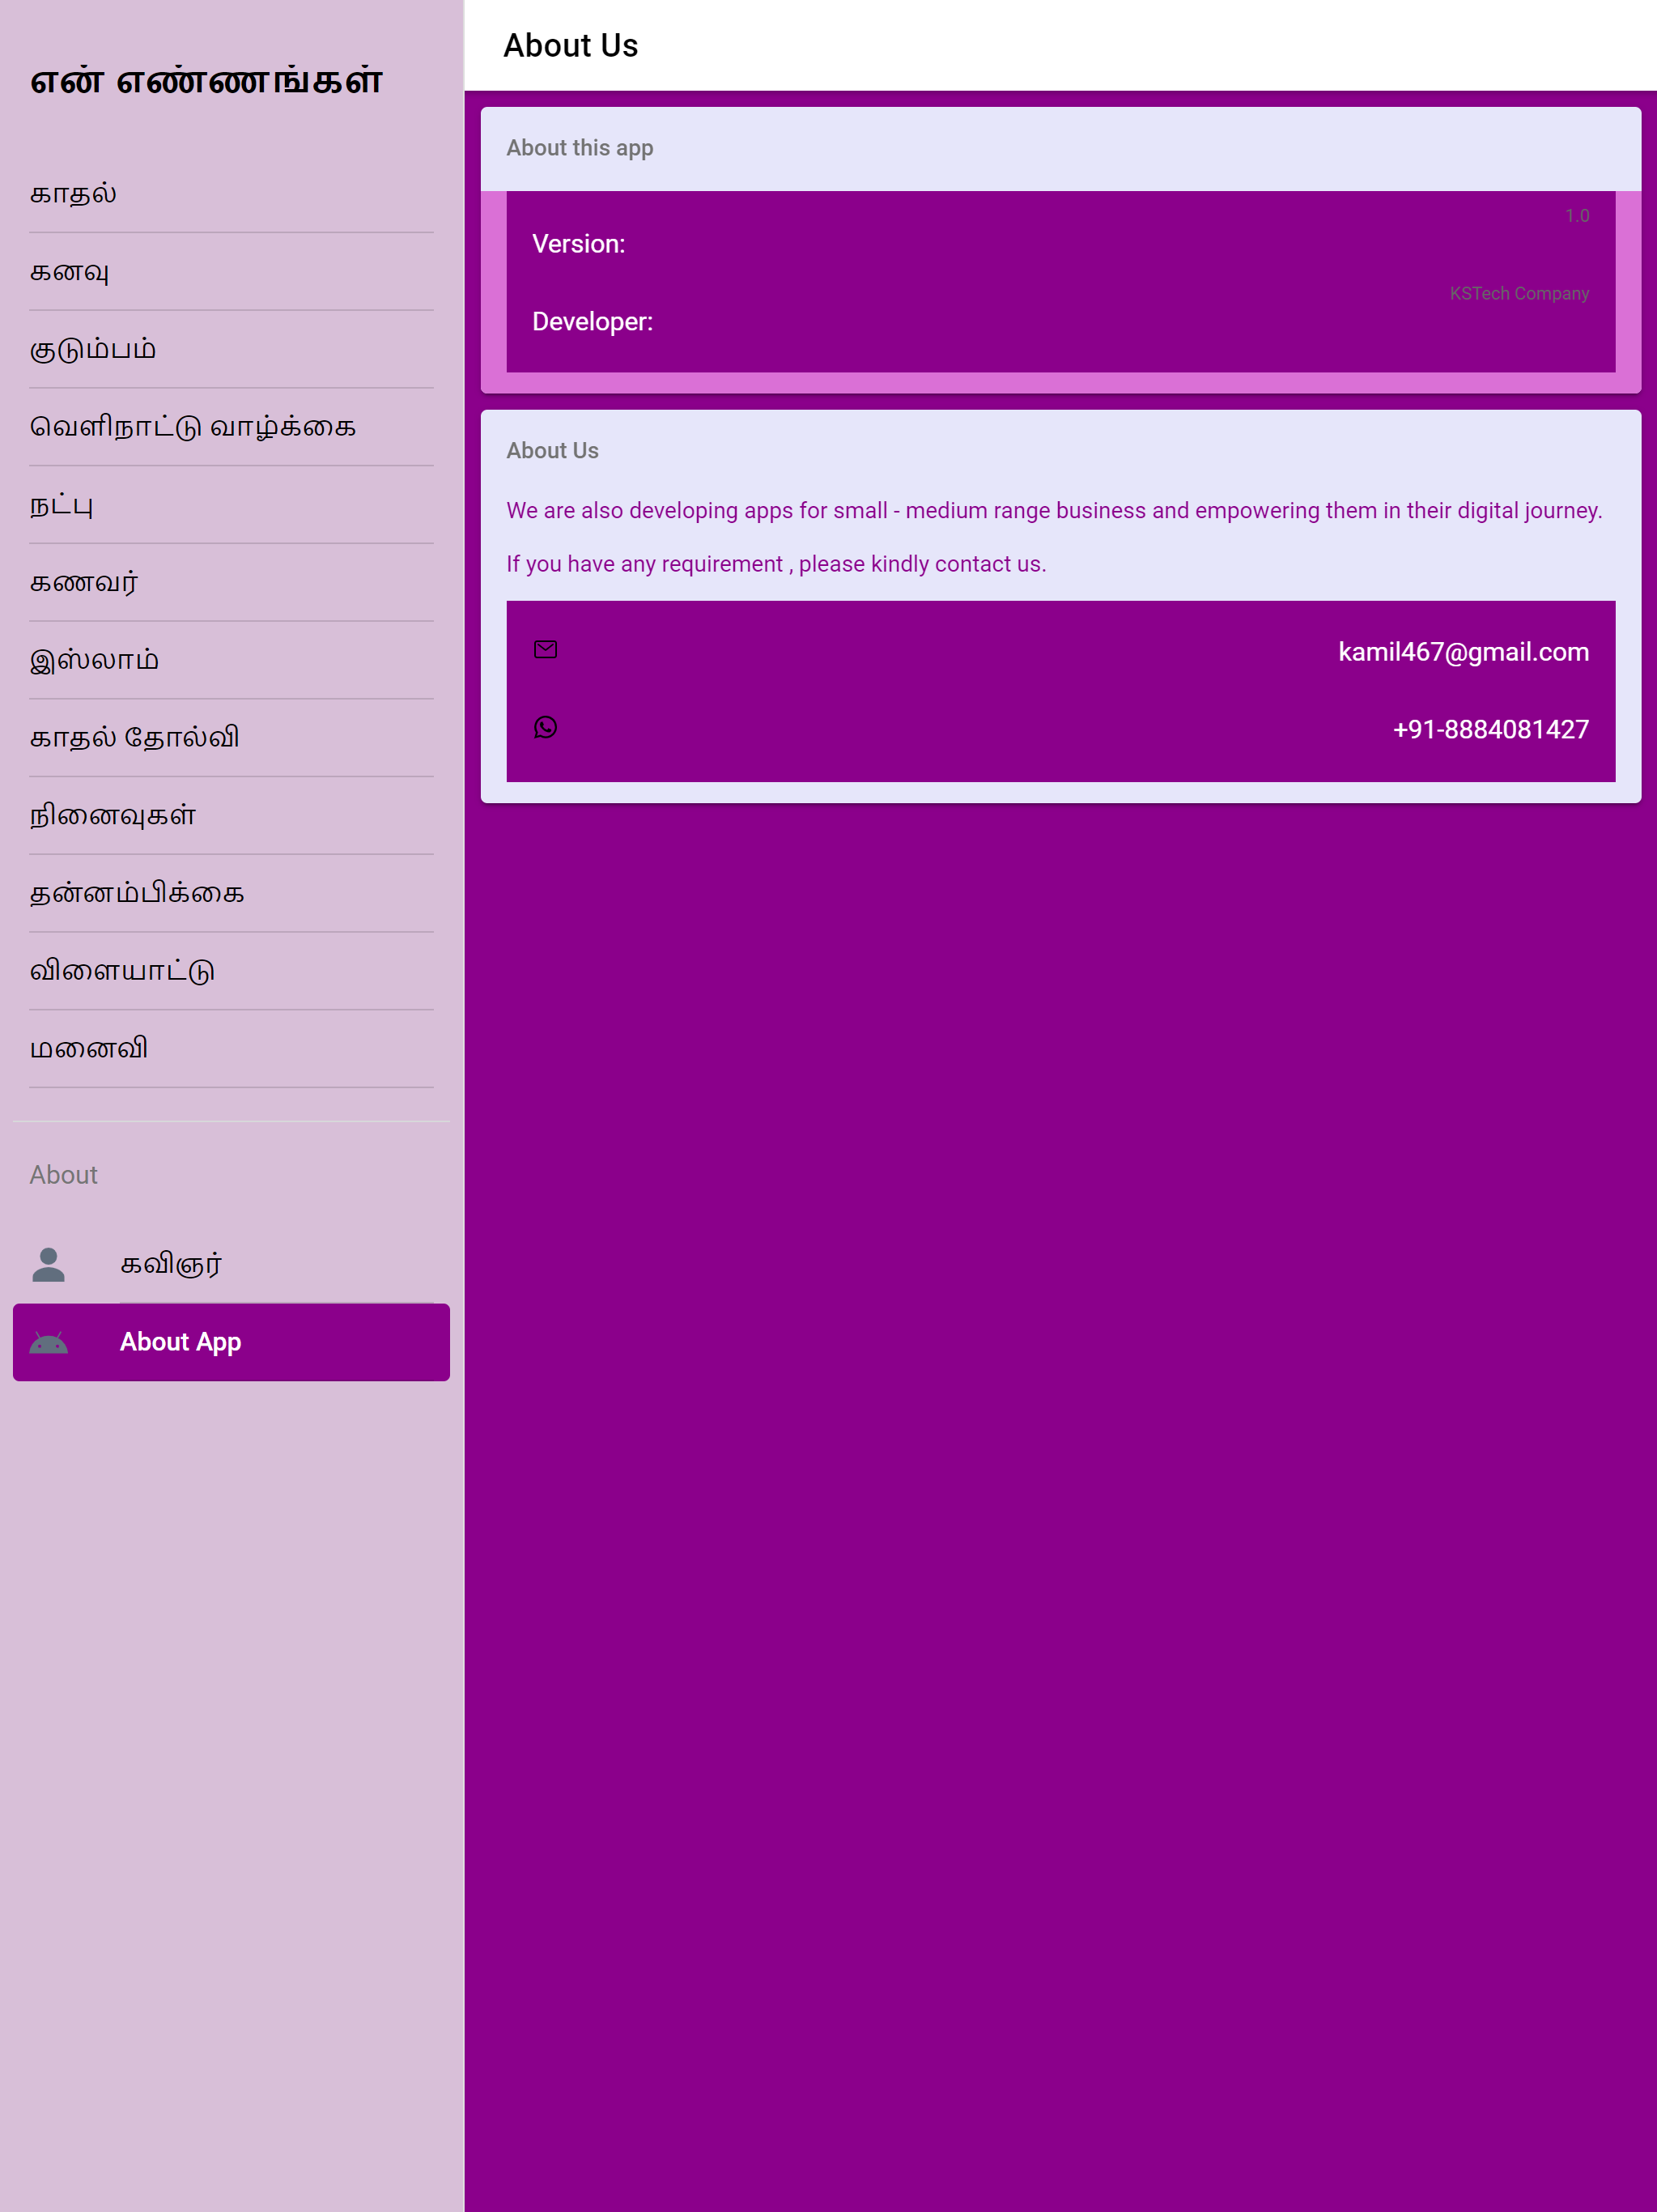 என் எண்ணங்கள்
காதல்
கனவு
குடும்பம்
வெளிநாட்டு வாழ்க்கை
நட்பு
கணவர்
இஸ்லாம்
காதல் தோல்வி
நினைவுகள்
தன்னம்பிக்கை
விளையாட்டு
மனைவி
About
கவிஞர்
About App
About Us
About this app
Version: 1.0
Developer: KSTech Company
About Us
We are also developing apps for small - medium range business and empowering them in their digital journey.
If you have any requirement , please kindly contact us.
kamil467@gmail.com
+91-8884081427